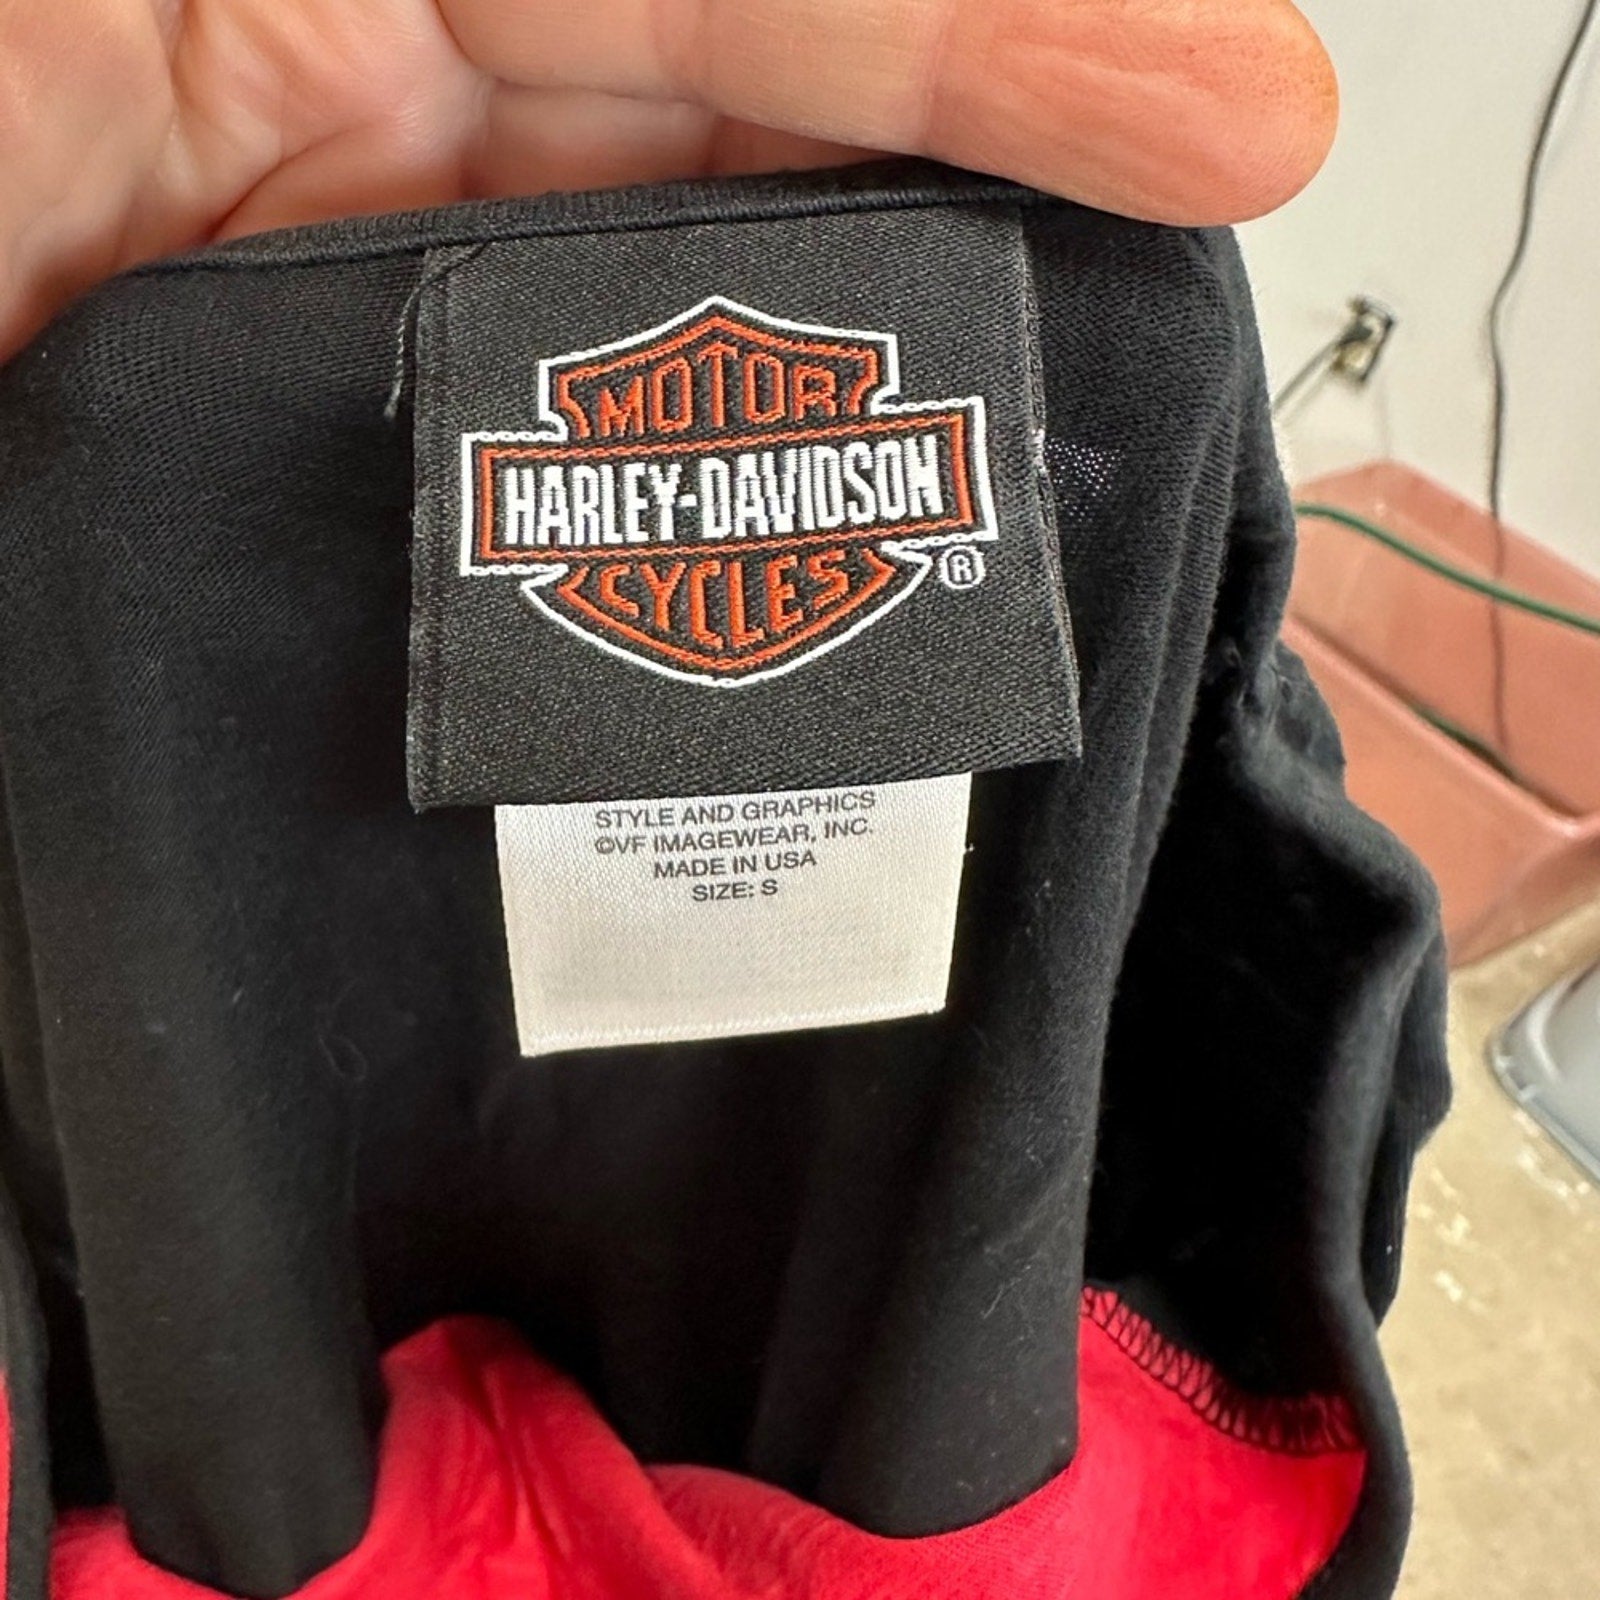 MOTOR
HARLEY-DAVIDSON
CYCLES
®
STYLE AND GRAPHICS
©VF IMAGEWEAR, INC.
MADE IN USA
SIZE: S